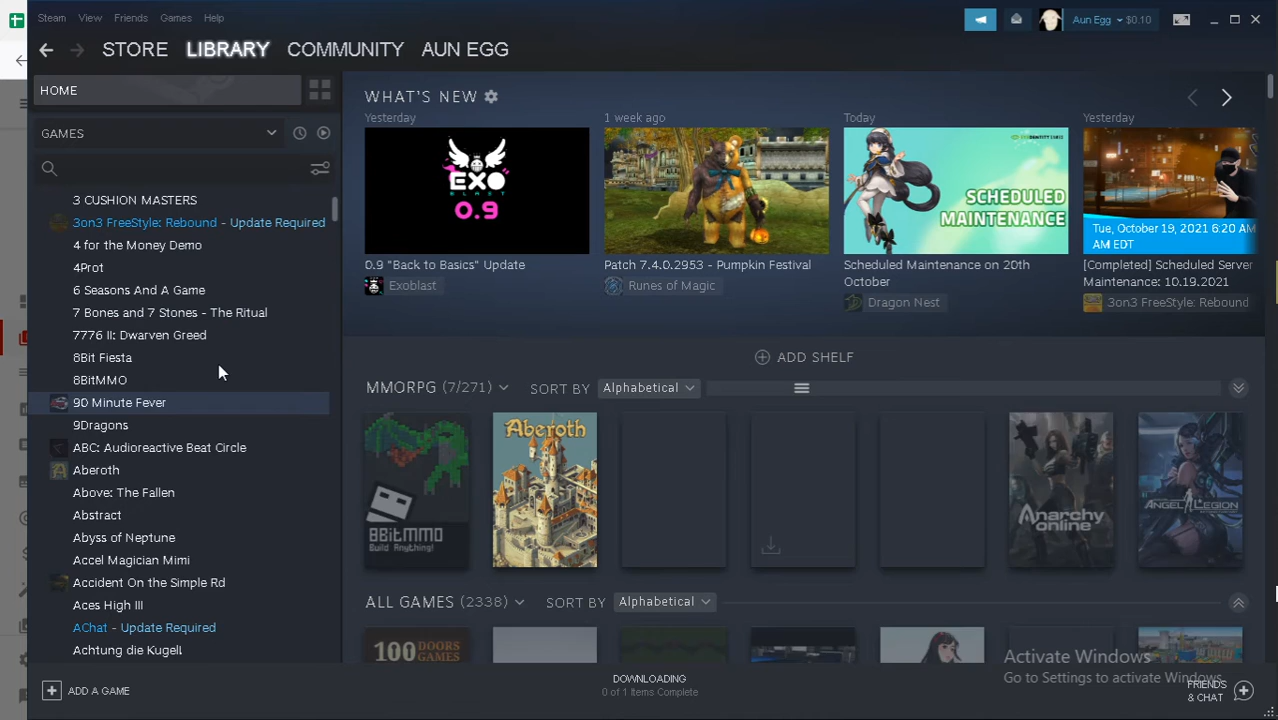 Steam View Friends Games Help
Aun Egg $0.10
STORE LIBRARY COMMUNITY AUN EGG
HOME
GAMES
3 CUSHION MASTERS
3on3 FreeStyle: Rebound - Update Required
4 for the Money Demo
4Prot
6 Seasons And A Game
7 Bones and 7 Stones - The Ritual
7776 II: Dwarven Greed
8Bit Fiesta
8BitMMO
9D Minute Fever
9Dragons
ABC: Audioreactive Beat Circle
Aberoth
Above: The Fallen
Abstract
Abyss of Neptune
Accel Magician Mimi
Accident On the Simple Rd
Aces High III
AChat - Update Required
Achtung die Kugel!
ADD A GAME
WHAT'S NEW
Yesterday
EXO
BLAST
0.9
0.9 "Back to Basics" Update
Exoblast
1 week ago
Patch 7.4.0.2953 - Pumpkin Festival
Runes of Magic
Today
SCHEDULED
MAINTENANCE
Scheduled Maintenance on 20th
October
Dragon Nest
Yesterday
Tue, October 19, 2021 6:20 AM
AM EDT
[Completed] Scheduled Server
Maintenance: 10.19.2021
3on3 FreeStyle: Rebound
ADD SHELF
MMORPG (7/271) SORT BY Alphabetical
8BITMMO
Build Anything!
Aberoth
Anarchy
online
ANGEL LEGION
ALL GAMES (2338) SORT BY Alphabetical
100
DOORS
GAMES
Activate Windows
Go to Settings to activate Windows.
DOWNLOADING
0 of 1 Items Complete
FRIENDS
& CHAT